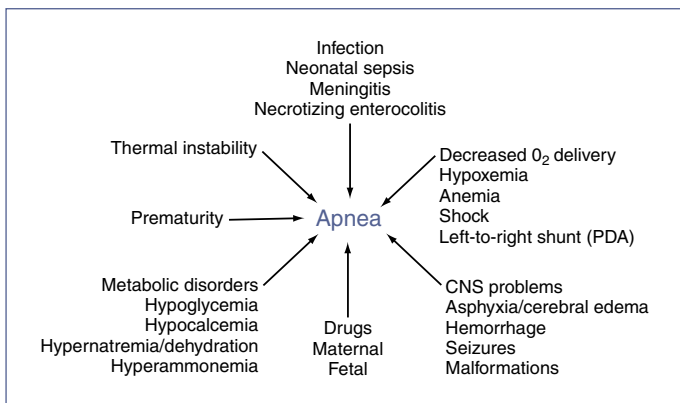 Infection
Neonatal sepsis
Meningitis
Necrotizing enterocolitis
Thermal instability
Decreased 0₂ delivery
Hypoxemia
Anemia
Shock
Left-to-right shunt (PDA)
Prematurity
Apnea
Metabolic disorders
Hypoglycemia
Hypocalcemia
Hypernatremia/dehydration
Hyperammonemia
Drugs
Maternal
Fetal
CNS problems
Asphyxia/cerebral edema
Hemorrhage
Seizures
Malformations